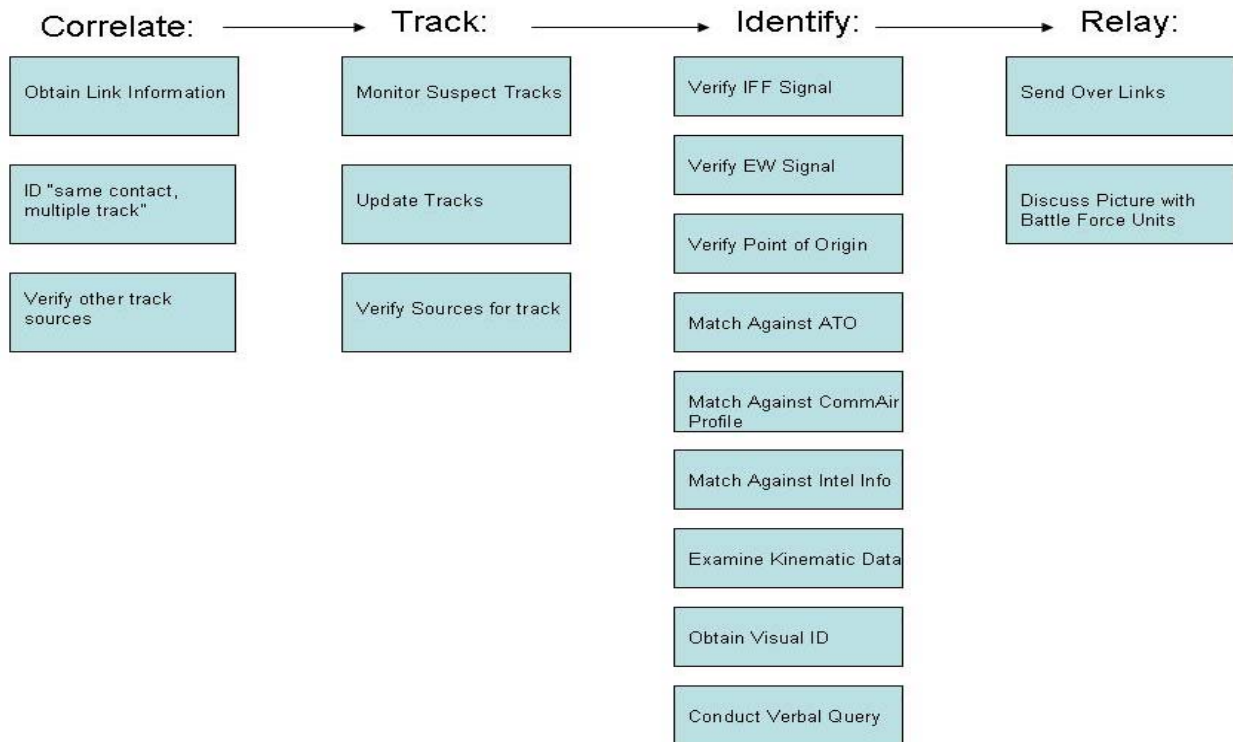 Correlate:
Track:
Identify:
Relay:
Obtain Link Information
ID "same contact,
multiple track"
Verify other track
sources
Monitor Suspect Tracks
Update Tracks
Verify Sources for track
Verify IFF Signal
Verify EW Signal
Verify Point of Origin
Match Against ATO
Match Against CommAir
Profile
Match Against Intel Info
Examine Kinematic Data
Obtain Visual ID
Conduct Verbal Query
Send Over Links
Discuss Picture with
Battle Force Units